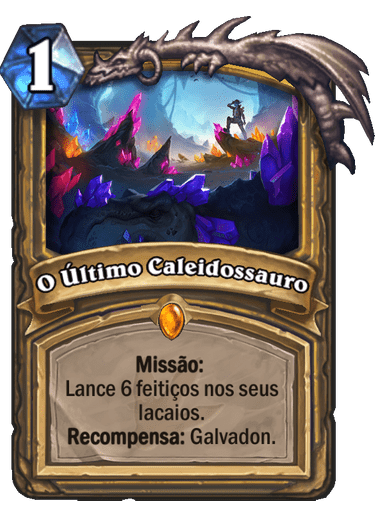 1
O Último Caleidossauro
Missão:
Lance 6 feitiços nos seus
lacaios.
Recompensa: Galvadon.